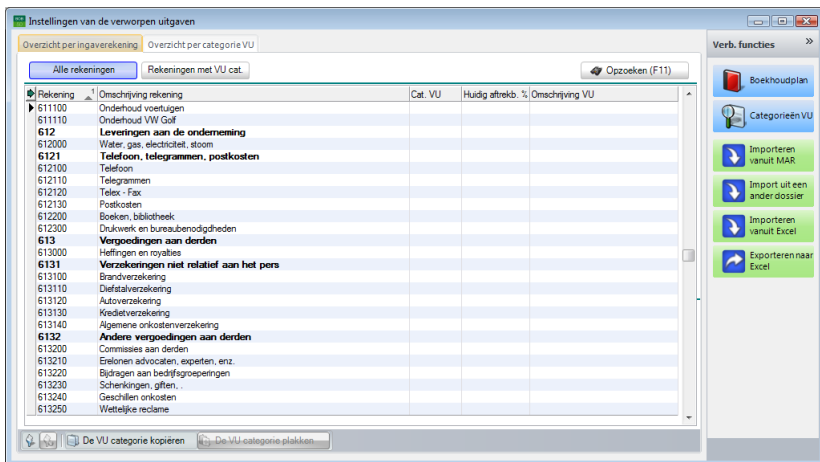 Instellingen van de verworpen uitgaven
Overzicht per ingaverekening Overzicht per categorie VU
Alle rekeningen Rekeningen met VU cat. Opzoeken (F11)
Rekening 1 Omschrijving rekening Cat. VU Huidig aftrekb. % Omschrijving VU
611100 Onderhoud voertuigen
611110 Onderhoud VW Golf
612 Leveringen aan de onderneming
612000 Water, gas, electriciteit, stoom
6121 Telefoon, telegrammen, postkosten
612100 Telefoon
612110 Telegrammen
612120 Telex - Fax
612130 Postkosten
612200 Boeken, bibliotheek
612300 Drukwerk en bureaubenodigdheden
613 Vergoedingen aan derden
613000 Heffingen en royalties
6131 Verzekeringen niet relatief aan het pers
613100 Brandverzekering
613110 Diefstalverzekering
613120 Autoverzekering
613130 Kredietverzekering
613140 Algemene onkostenverzekering
6132 Andere vergoedingen aan derden
613200 Commissies aan derden
613210 Erelonen advocaten, experten, enz.
613220 Bijdragen aan bedrijfsgroeperingen
613230 Schenkingen, giften, .
613240 Geschillen onkosten
613250 Wettelijke reclame
De VU categorie kopiëren De VU categorie plakken
Verb. functies »
Boekhoudplan
Categorieën VU
Importeren
vanuit MAR
Import uit een
ander dossier
Importeren
vanuit Excel
Exporteren naar
Excel